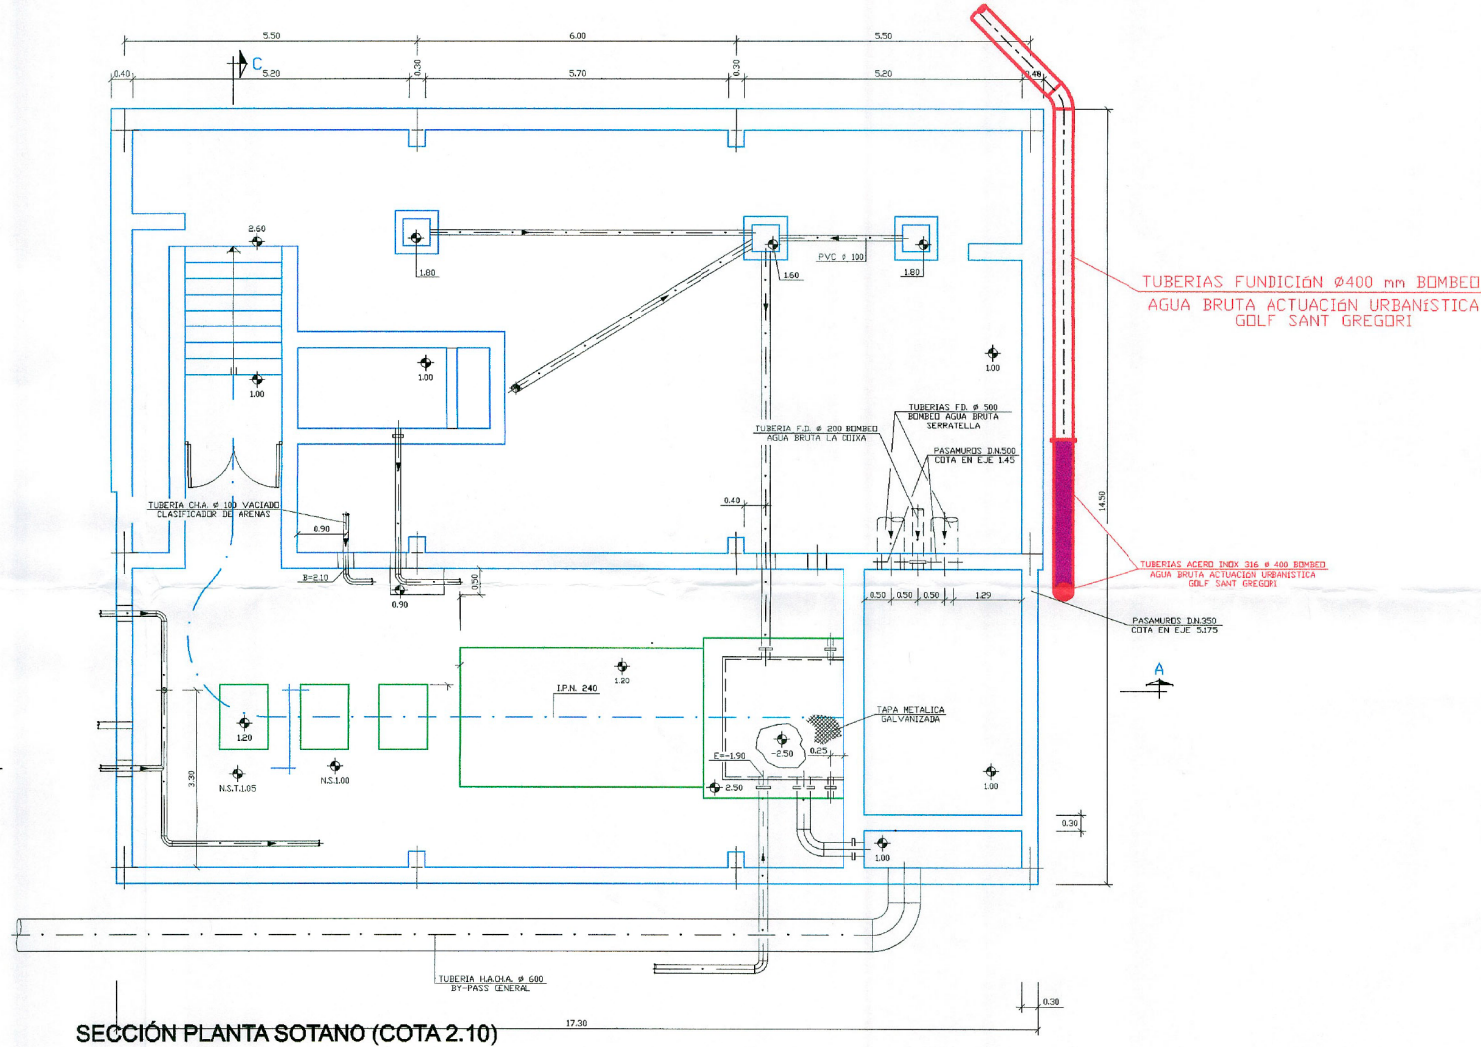 5.50
6.00
5.50
C
0.40
5.20
0.30
5.70
0.30
5.20
0.40
2.60
1.80
1.60
PVC ø 100
1.80
TUBERIAS FUNDICIóN Ø400 mm BOMBEO
AGUA BRUTA ACTUACIóN URBANíSTICA
GOLF SANT GREGORI
1.00
1.00
1.00
TUBERIAS FD. ø 500
BOMBEO AGUA BRUTA
SERRATELLA
TUBERIA F.D. ø 200 BOMBEO
AGUA BRUTA LA COIXA
PASAMUROS D.N.500
COTA EN EJE 1.45
TUBERIA CH.A. ø 100 VACIADO
CLASIFICADOR DE ARENAS
0.40
14.50
0.90
TUBERIAS ACERO INOX 316 ø 400 BOMBEO
AGUA BRUTA ACTUACIóN URBANISTICA
GOLF SANT GREGORI
B=2.10
0.50
0.90
0.50
0.50
0.50
1.29
PASAMUROS D.N.350
COTA EN EJE 5.175
A
1.20
I.P.N. 240
TAPA METALICA
GALVANIZADA
1.20
-2.50
0.25
E=-1.90
N.S.T.1.05
N.S.1.00
3.30
2.50
1.00
0.30
1.00
TUBERIA H.A.CH.A. ø 600
BY-PASS GENERAL
0.30
17.30
SECCIÓN PLANTA SOTANO (COTA 2.10)